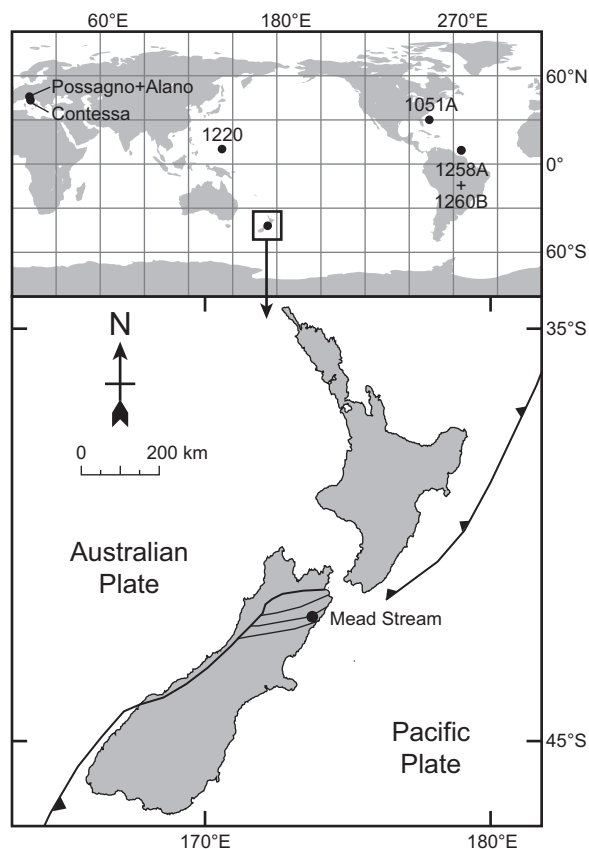 60°E 180°E 270°E
60°N
Possagno+Alano
Contessa
1051A
1220
0°
1258A
+
1260B
60°S
N
35°S
0 200 km
Australian
Plate
Mead Stream
Pacific
Plate
45°S
170°E 180°E